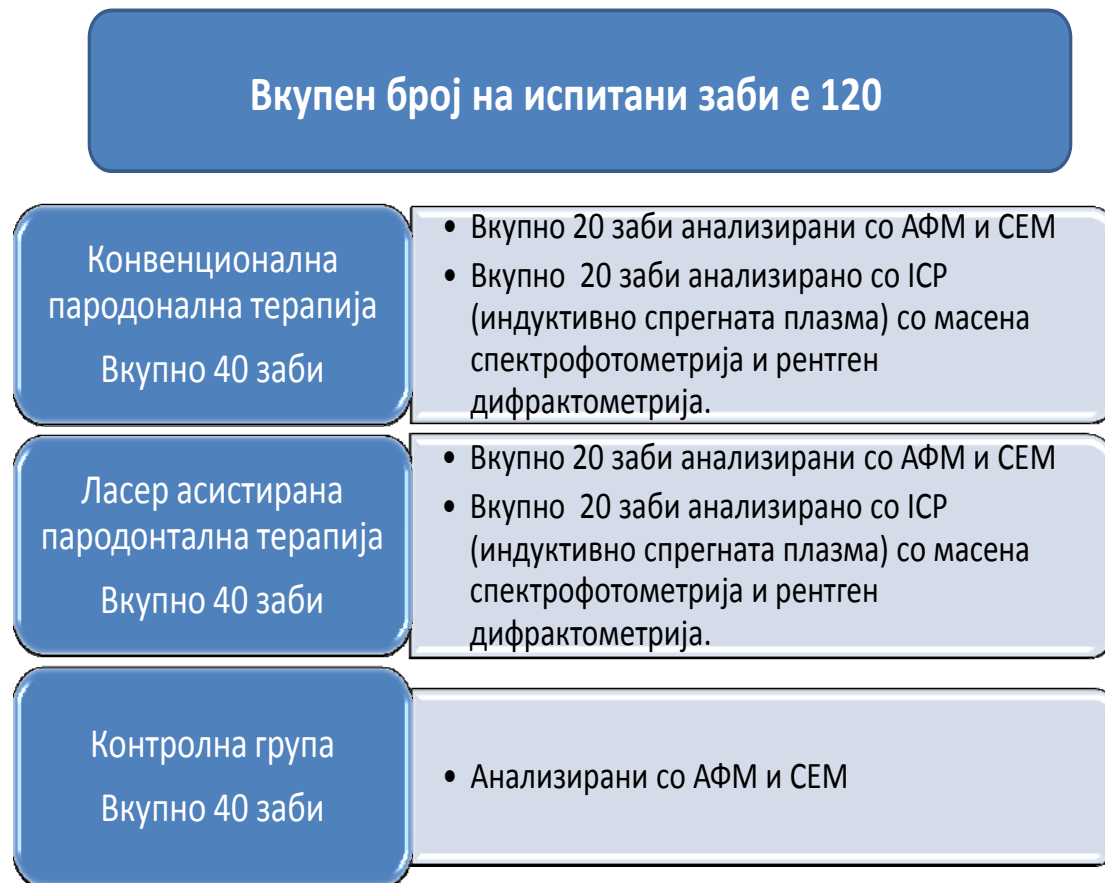 Вкупен број на испитани заби е 120
Конвенционална
пародонална терапија
Вкупно 40 заби
• Вкупно 20 заби анализирани со АФМ и СЕМ
• Вкупно  20 заби анализирано со ICP
(индуктивно спрегната плазма) со масена
спектрофотометрија и рентген
дифрактометрија.
Ласер асистирана
пародонтална терапија
Вкупно 40 заби
• Вкупно 20 заби анализирани со АФМ и СЕМ
• Вкупно  20 заби анализирано со ICP
(индуктивно спрегната плазма) со масена
спектрофотометрија и рентген
дифрактометрија.
Контролна група
Вкупно 40 заби
• Анализирани со АФМ и СЕМ